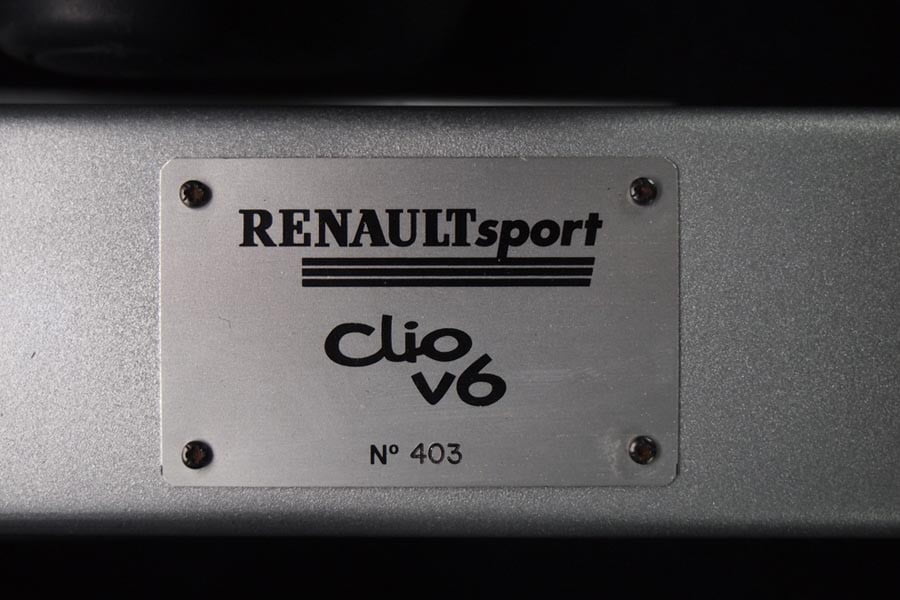 RENAULTsport
Clio
v6
Nº 403